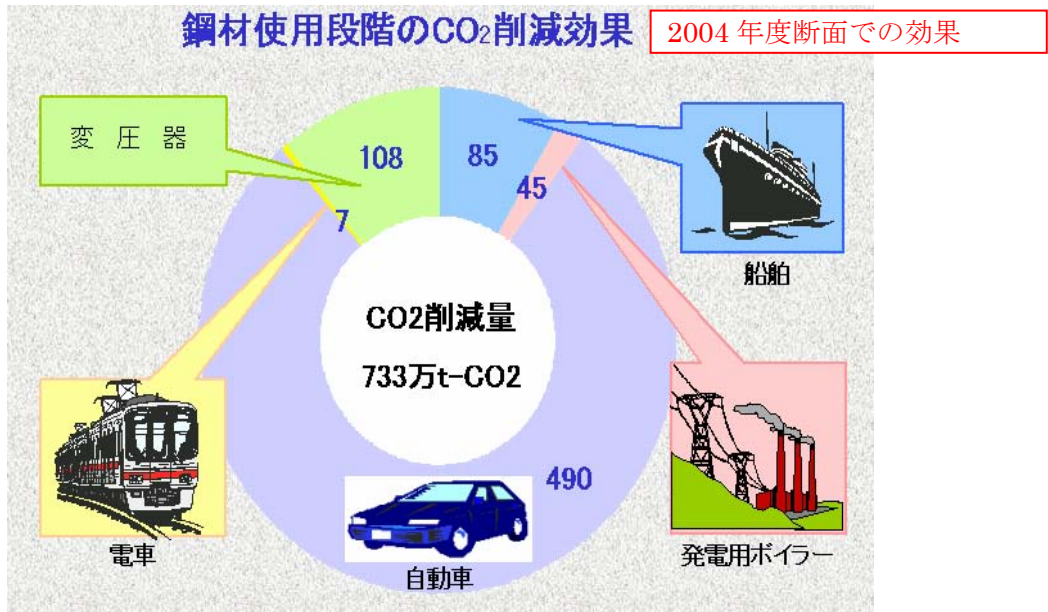 鋼材使用段階のCO₂削減効果
2004 年度断面での効果
変 圧 器
108
85
45
7
船舶
CO2削減量
733万t-CO2
490
電車
自動車
発電用ボイラー